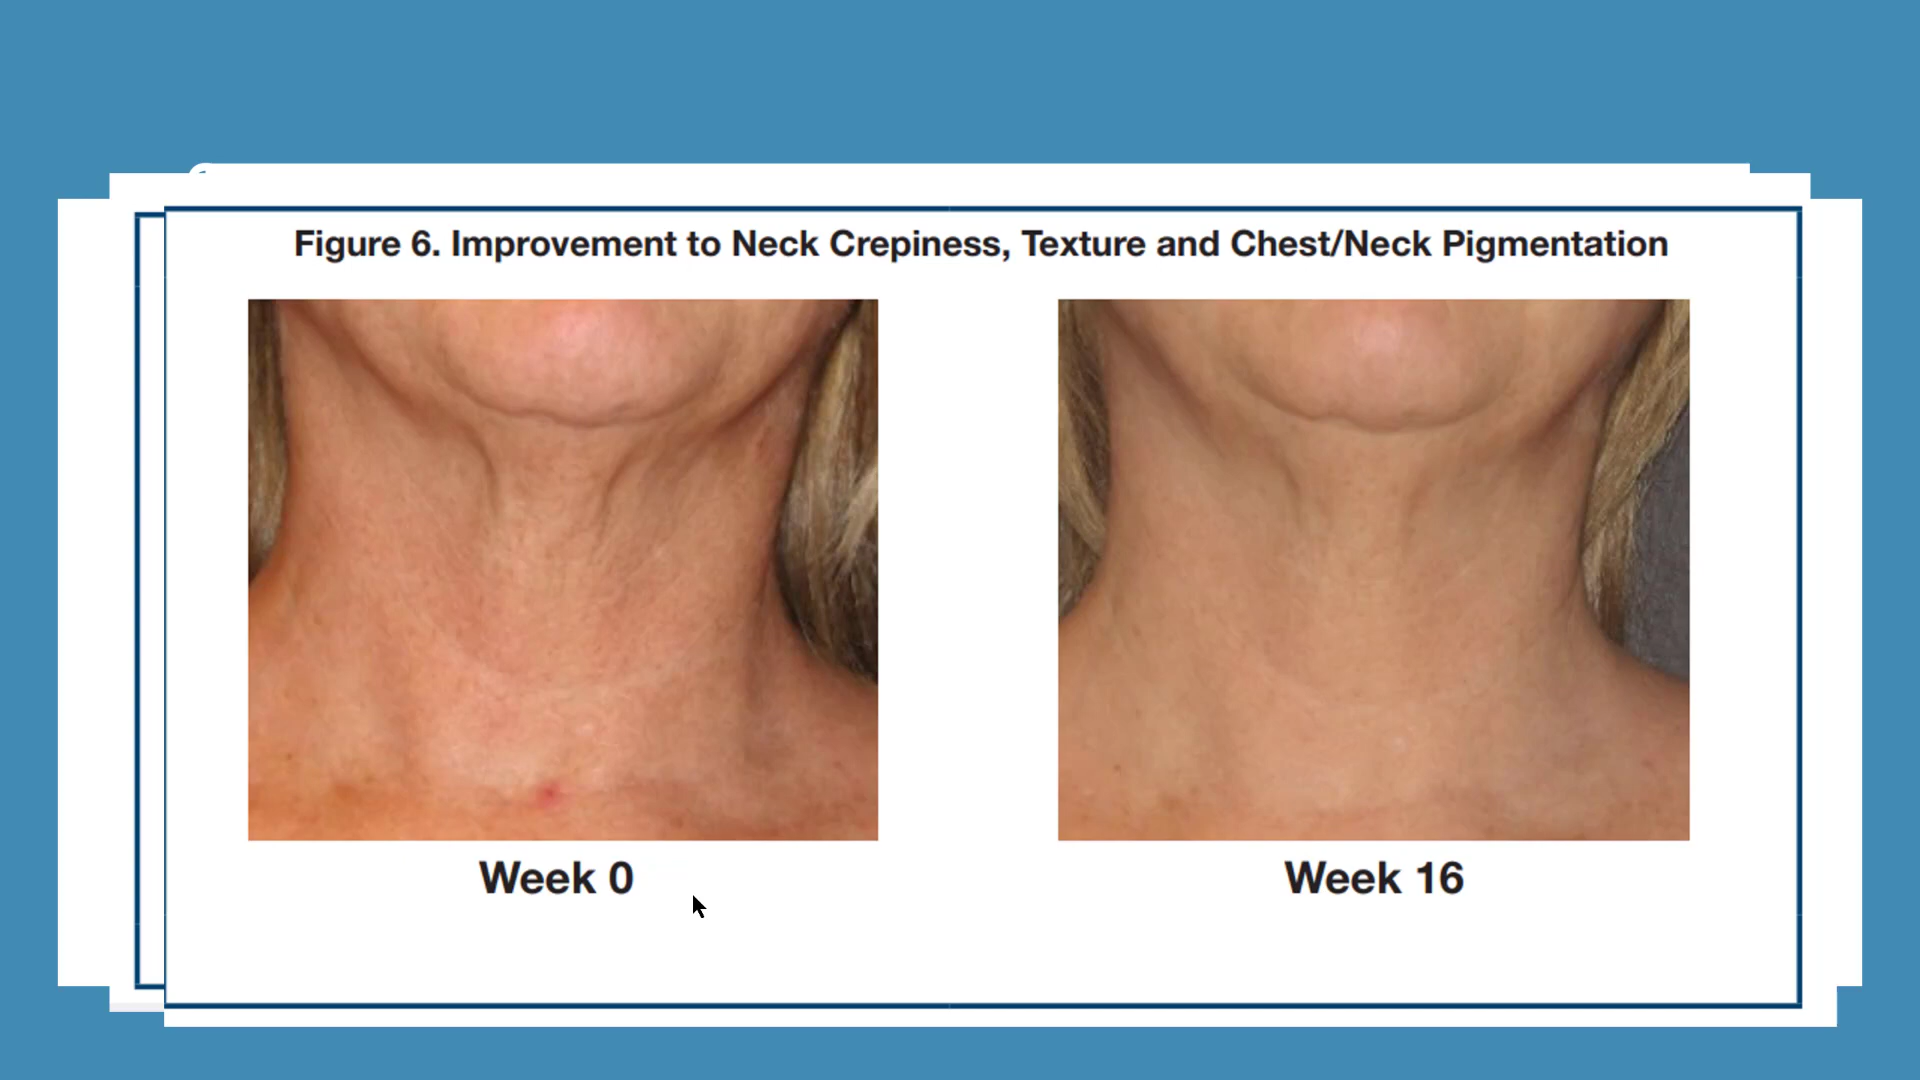 Figure 6. Improvement to Neck Crepiness, Texture and Chest/Neck Pigmentation
Week 0
Week 16